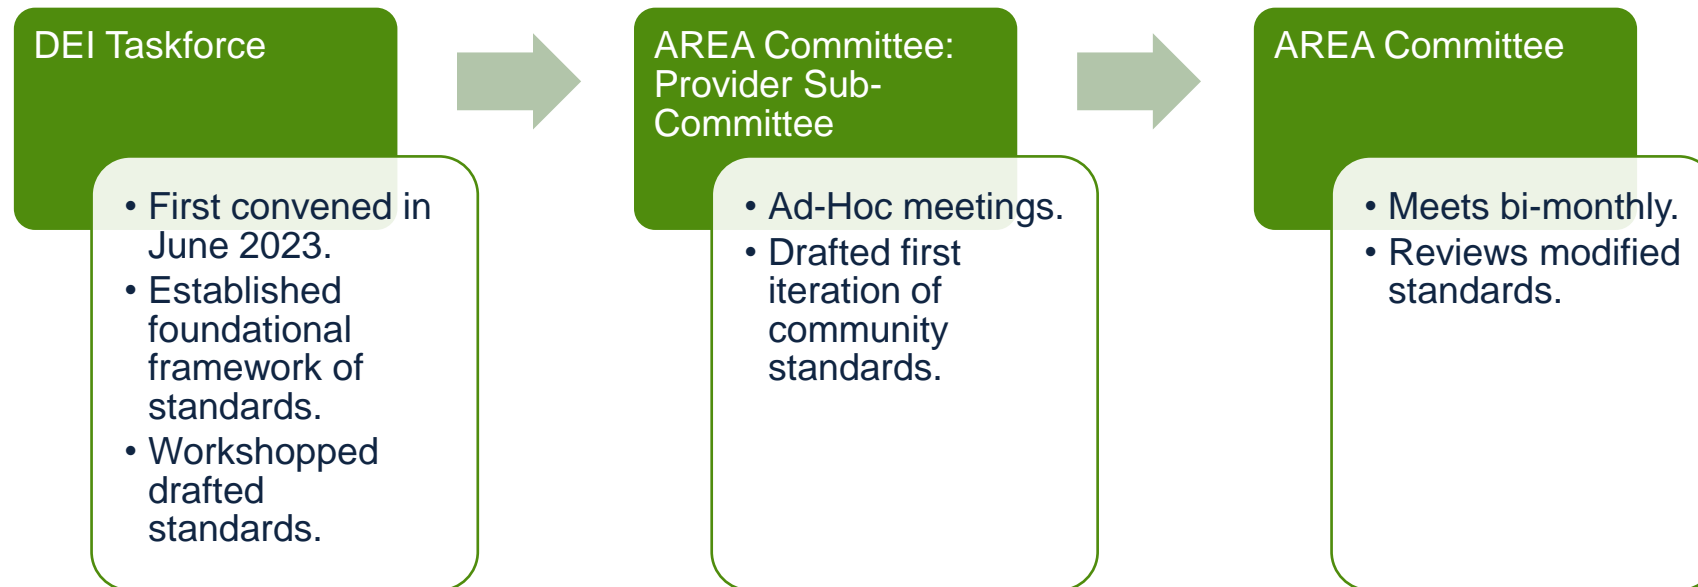 DEI Taskforce
• First convened in
June 2023.
• Established
foundational
framework of
standards.
• Workshopped
drafted
standards.
AREA Committee:
Provider Sub-
Committee
• Ad-Hoc meetings.
• Drafted first
iteration of
community
standards.
AREA Committee
• Meets bi-monthly.
• Reviews modified
standards.